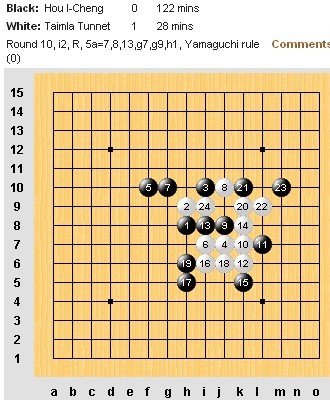 Black: Hou I-Cheng 0 122 mins
White: Taimla Tunnet 1 28 mins
Round 10, i2, R, 5a=7,8,13,g7,g9,h1, Yamaguchi rule Comments
(0)
15
14
13
12
11
10 5 7 3 8 21 23
9 2 24 20 22
8 1 13 9 14
7 6 4 10 11
6 19 16 18 12
5 17 15
4
3
2
1
a b c d e f g h i j k l m n o